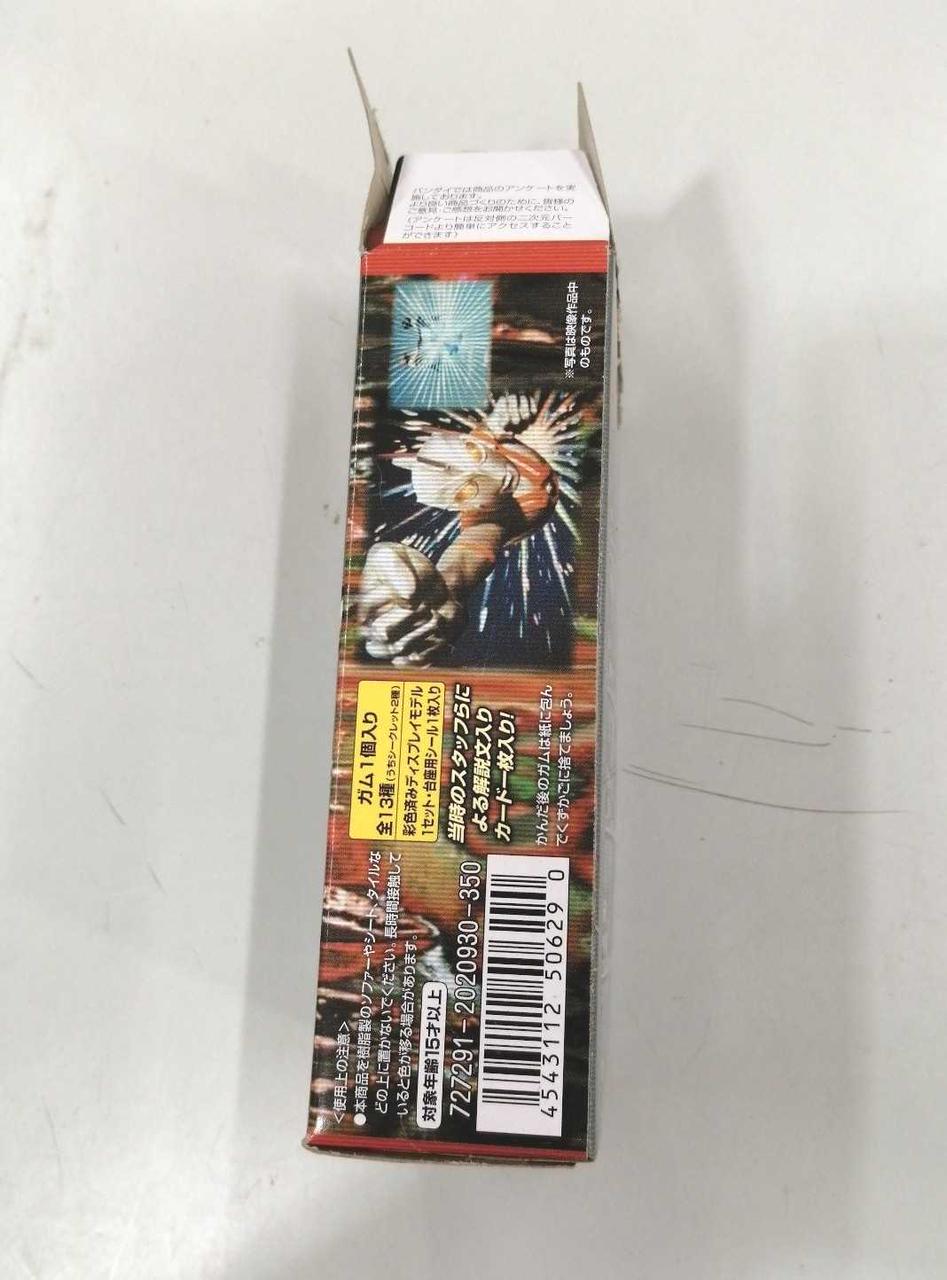 バンダイでは商品のアンケートを実
施しております。
より良い商品づくりのために、皆様の
ご意見・ご感想をお聞かせください。
(アンケートは反対側の二次元バー
コードより簡単にアクセスすること
ができます)
※写真は映像作品中
のものです。
ガム1個入り
全13種(うちシークレット2種)
彩色済みディスプレイモデル
1セット・台座用シール1枚入り
当時のスタッフらに
よる解説文入り
カード一枚入り!
かんだ後のガムは紙に包ん
でくずかごに捨てましょう。
<使用上の注意>
●本商品を樹脂製のソファーやシート、タイルな
どの上に置かないでください。長時間接触して
いると色が移る場合があります。
対象年齢15才以上
727291-2020930-350
4543112 50629 0